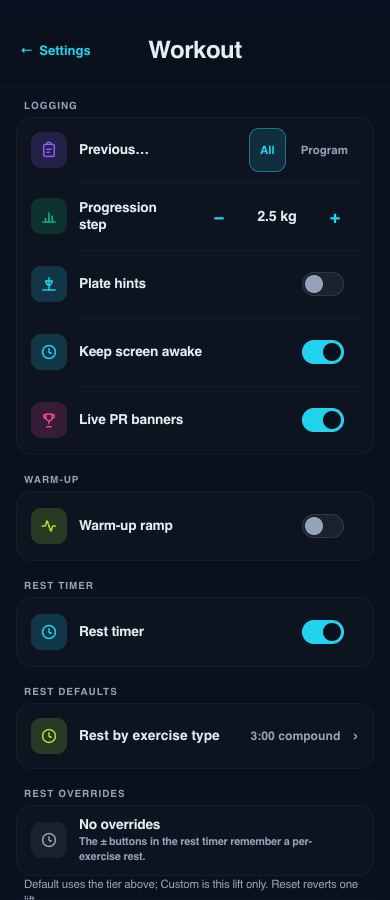 ← Settings
Workout
LOGGING
Previous...
All
Program
Progression
step
−
2.5 kg
+
Plate hints
Keep screen awake
Live PR banners
WARM-UP
Warm-up ramp
REST TIMER
Rest timer
REST DEFAULTS
Rest by exercise type
3:00 compound ›
REST OVERRIDES
No overrides
The ± buttons in the rest timer remember a per-
exercise rest.
Default uses the tier above; Custom is this lift only. Reset reverts one
lift.